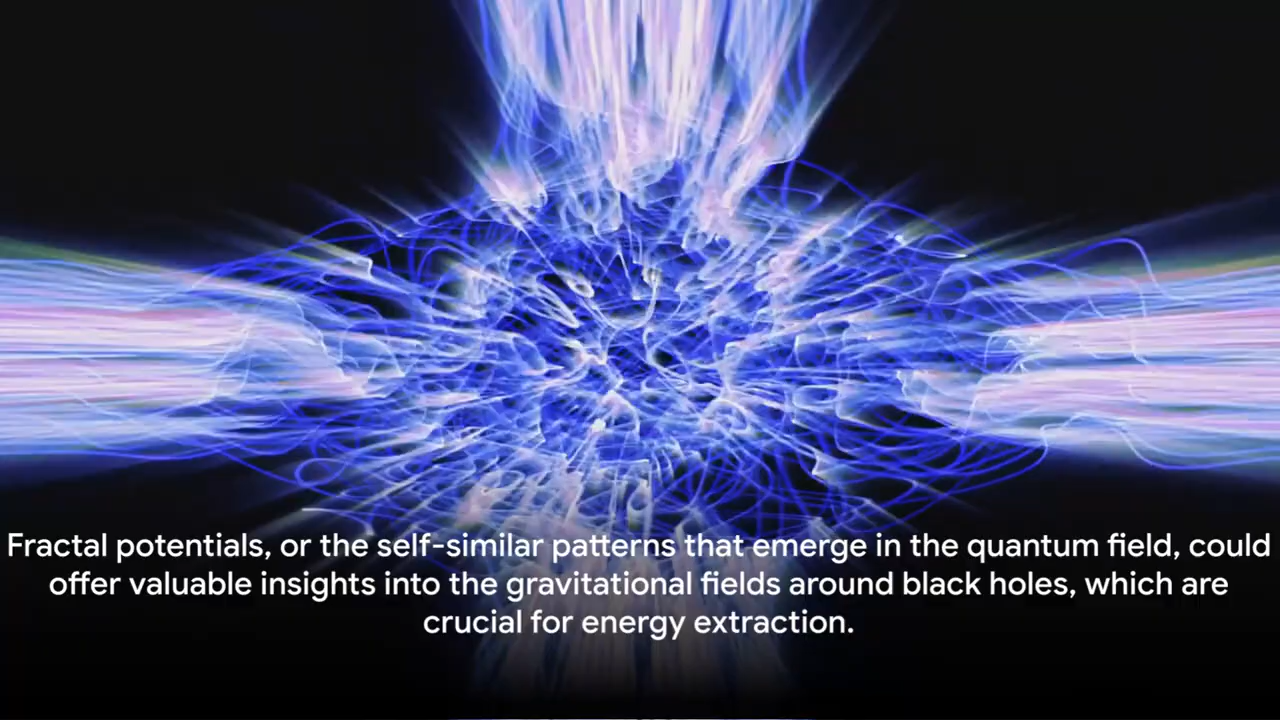 Fractal potentials, or the self-similar patterns that emerge in the quantum field, could
offer valuable insights into the gravitational fields around black holes, which are
crucial for energy extraction.